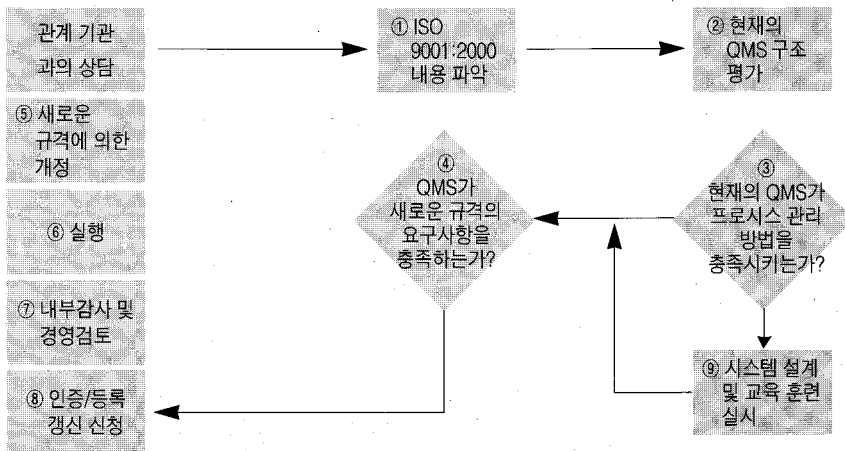 관계 기관
과의 상담
① ISO
9001:2000
내용 파악
② 현재의
QMS 구조
평가
⑤ 새로운
규격에 의한
개정
④
QMS가
새로운 규격의
요구사항을
충족하는가?
③
현재의 QMS가
프로시스 관리
방법을
충족시키는가?
⑥ 실행
⑦ 내부감사 및
경영검토
⑧ 인증/등록
갱신 신청
⑨ 시스템 설계
및 교육 훈련
실시